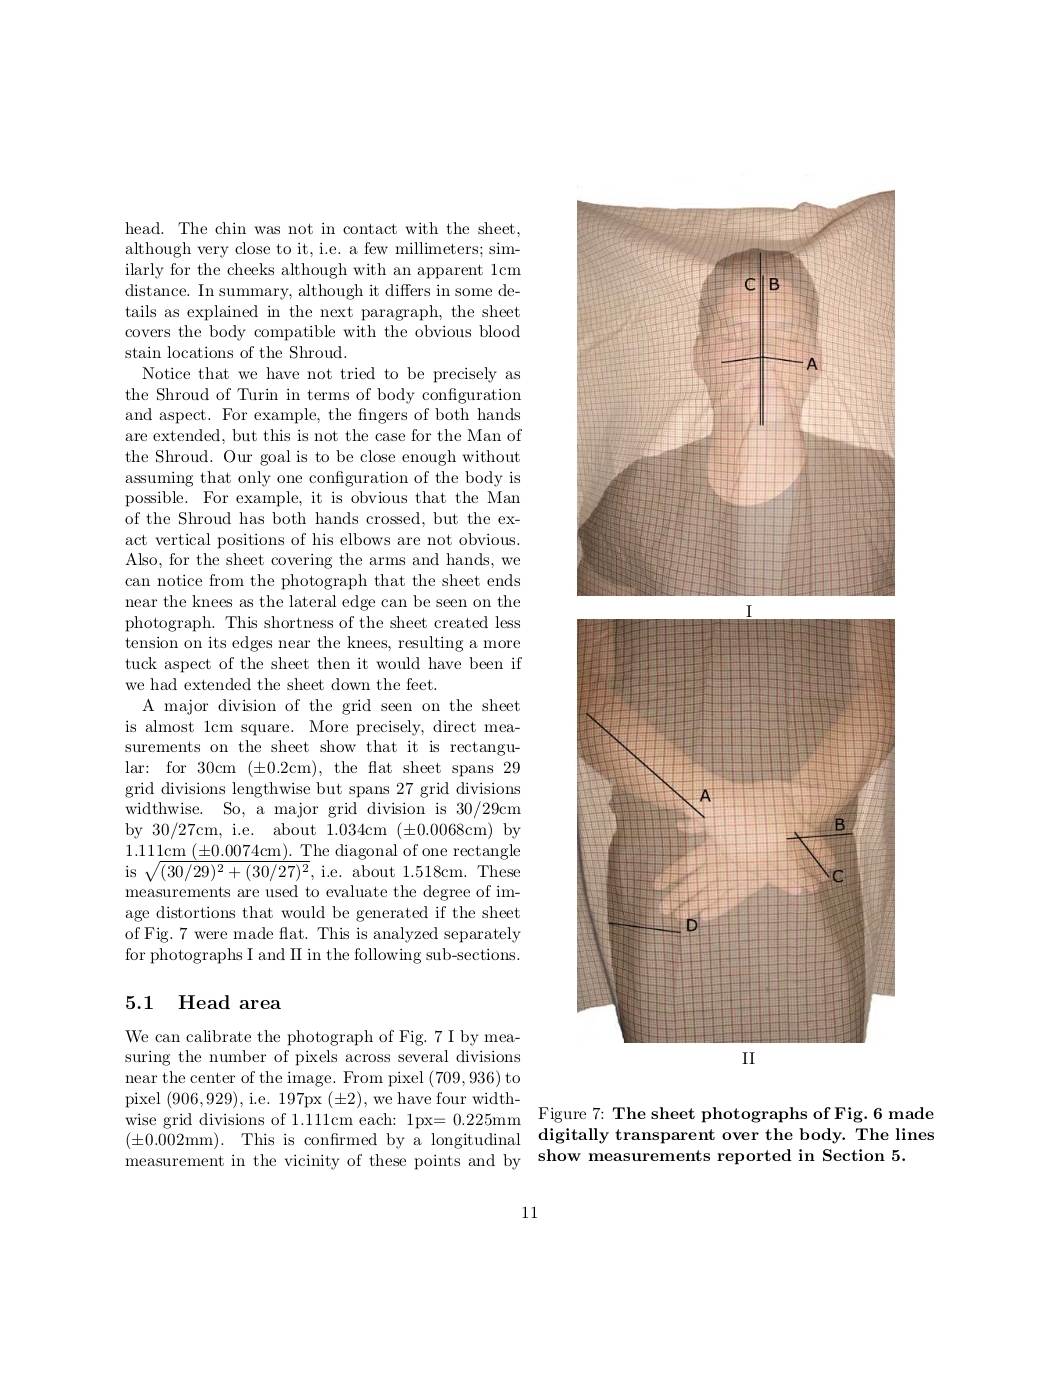 head. The chin was not in contact with the sheet,
although very close to it, i.e. a few millimeters; sim-
ilarly for the cheeks although with an apparent 1cm
distance. In summary, although it differs in some de-
tails as explained in the next paragraph, the sheet
covers the body compatible with the obvious blood
stain locations of the Shroud.
Notice that we have not tried to be precisely as
the Shroud of Turin in terms of body configuration
and aspect. For example, the fingers of both hands
are extended, but this is not the case for the Man of
the Shroud. Our goal is to be close enough without
assuming that only one configuration of the body is
possible. For example, it is obvious that the Man
of the Shroud has both hands crossed, but the ex-
act vertical positions of his elbows are not obvious.
Also, for the sheet covering the arms and hands, we
can notice from the photograph that the sheet ends
near the knees as the lateral edge can be seen on the
photograph. This shortness of the sheet created less
tension on its edges near the knees, resulting a more
tuck aspect of the sheet then it would have been if
we had extended the sheet down the feet.
A major division of the grid seen on the sheet
is almost 1cm square. More precisely, direct mea-
surements on the sheet show that it is rectangu-
lar: for 30cm (±0.2cm), the flat sheet spans 29
grid divisions lengthwise but spans 27 grid divisions
widthwise. So, a major grid division is 30/29cm
by 30/27cm, i.e. about 1.034cm (±0.0068cm) by
1.111cm (±0.0074cm). The diagonal of one rectangle
is √(30/29)² + (30/27)², i.e. about 1.518cm. These
measurements are used to evaluate the degree of im-
age distortions that would be generated if the sheet
of Fig. 7 were made flat. This is analyzed separately
for photographs I and II in the following sub-sections.
5.1 Head area
We can calibrate the photograph of Fig. 7 I by mea-
suring the number of pixels across several divisions
near the center of the image. From pixel (709, 936) to
pixel (906, 929), i.e. 197px (±2), we have four width-
wise grid divisions of 1.111cm each: 1px= 0.225mm
(±0.002mm). This is confirmed by a longitudinal
measurement in the vicinity of these points and by
C B
A
I
A
B
C
D
II
Figure 7: The sheet photographs of Fig. 6 made
digitally transparent over the body. The lines
show measurements reported in Section 5.
11